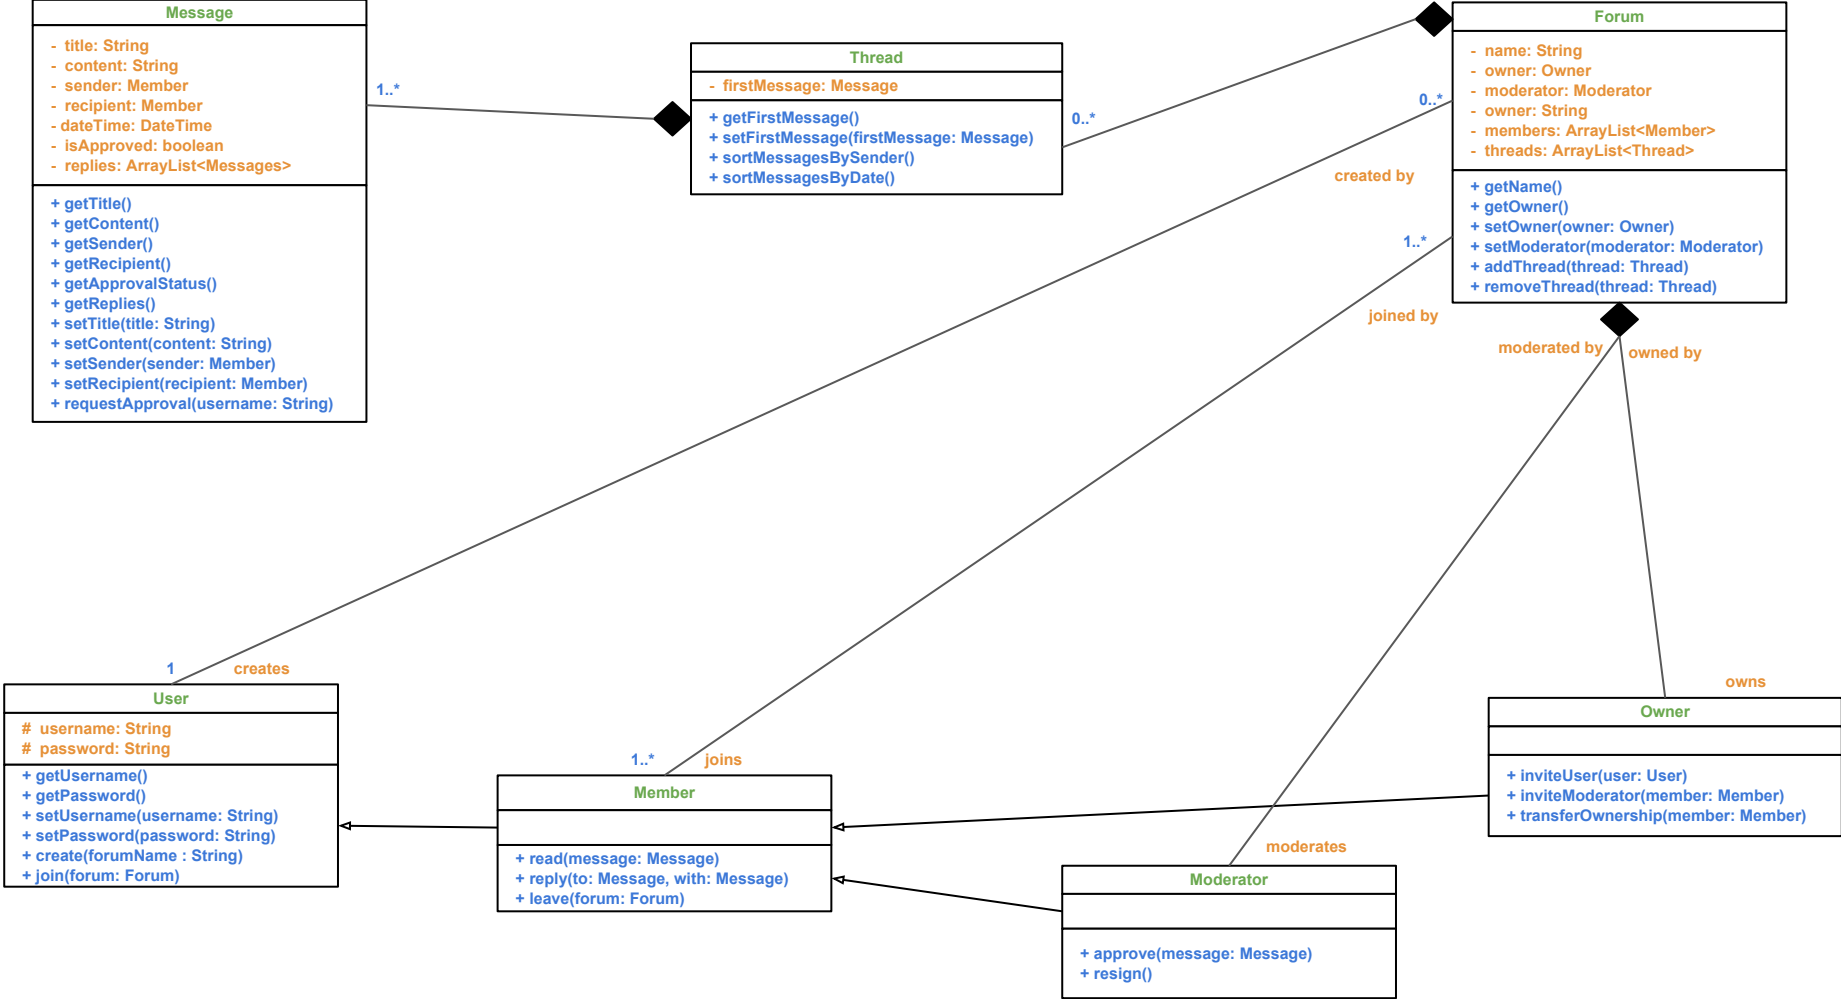 Message
- title: String
- content: String
- sender: Member
- recipient: Member
- dateTime: DateTime
- isApproved: boolean
- replies: ArrayList<Messages>
+ getTitle()
+ getContent()
+ getSender()
+ getRecipient()
+ getApprovalStatus()
+ getReplies()
+ setTitle(title: String)
+ setContent(content: String)
+ setSender(sender: Member)
+ setRecipient(recipient: Member)
+ requestApproval(username: String)
1..*
Thread
- firstMessage: Message
+ getFirstMessage()
+ setFirstMessage(firstMessage: Message)
+ sortMessagesBySender()
+ sortMessagesByDate()
0..*
Forum
- name: String
- owner: Owner
- moderator: Moderator
- owner: String
- members: ArrayList<Member>
- threads: ArrayList<Thread>
+ getName()
+ getOwner()
+ setOwner(owner: Owner)
+ setModerator(moderator: Moderator)
+ addThread(thread: Thread)
+ removeThread(thread: Thread)
0..*
created by
1..*
joined by
moderated by
owned by
1
creates
User
# username: String
# password: String
+ getUsername()
+ getPassword()
+ setUsername(username: String)
+ setPassword(password: String)
+ create(forumName : String)
+ join(forum: Forum)
1..*
joins
Member
+ read(message: Message)
+ reply(to: Message, with: Message)
+ leave(forum: Forum)
moderates
Moderator
+ approve(message: Message)
+ resign()
owns
Owner
+ inviteUser(user: User)
+ inviteModerator(member: Member)
+ transferOwnership(member: Member)